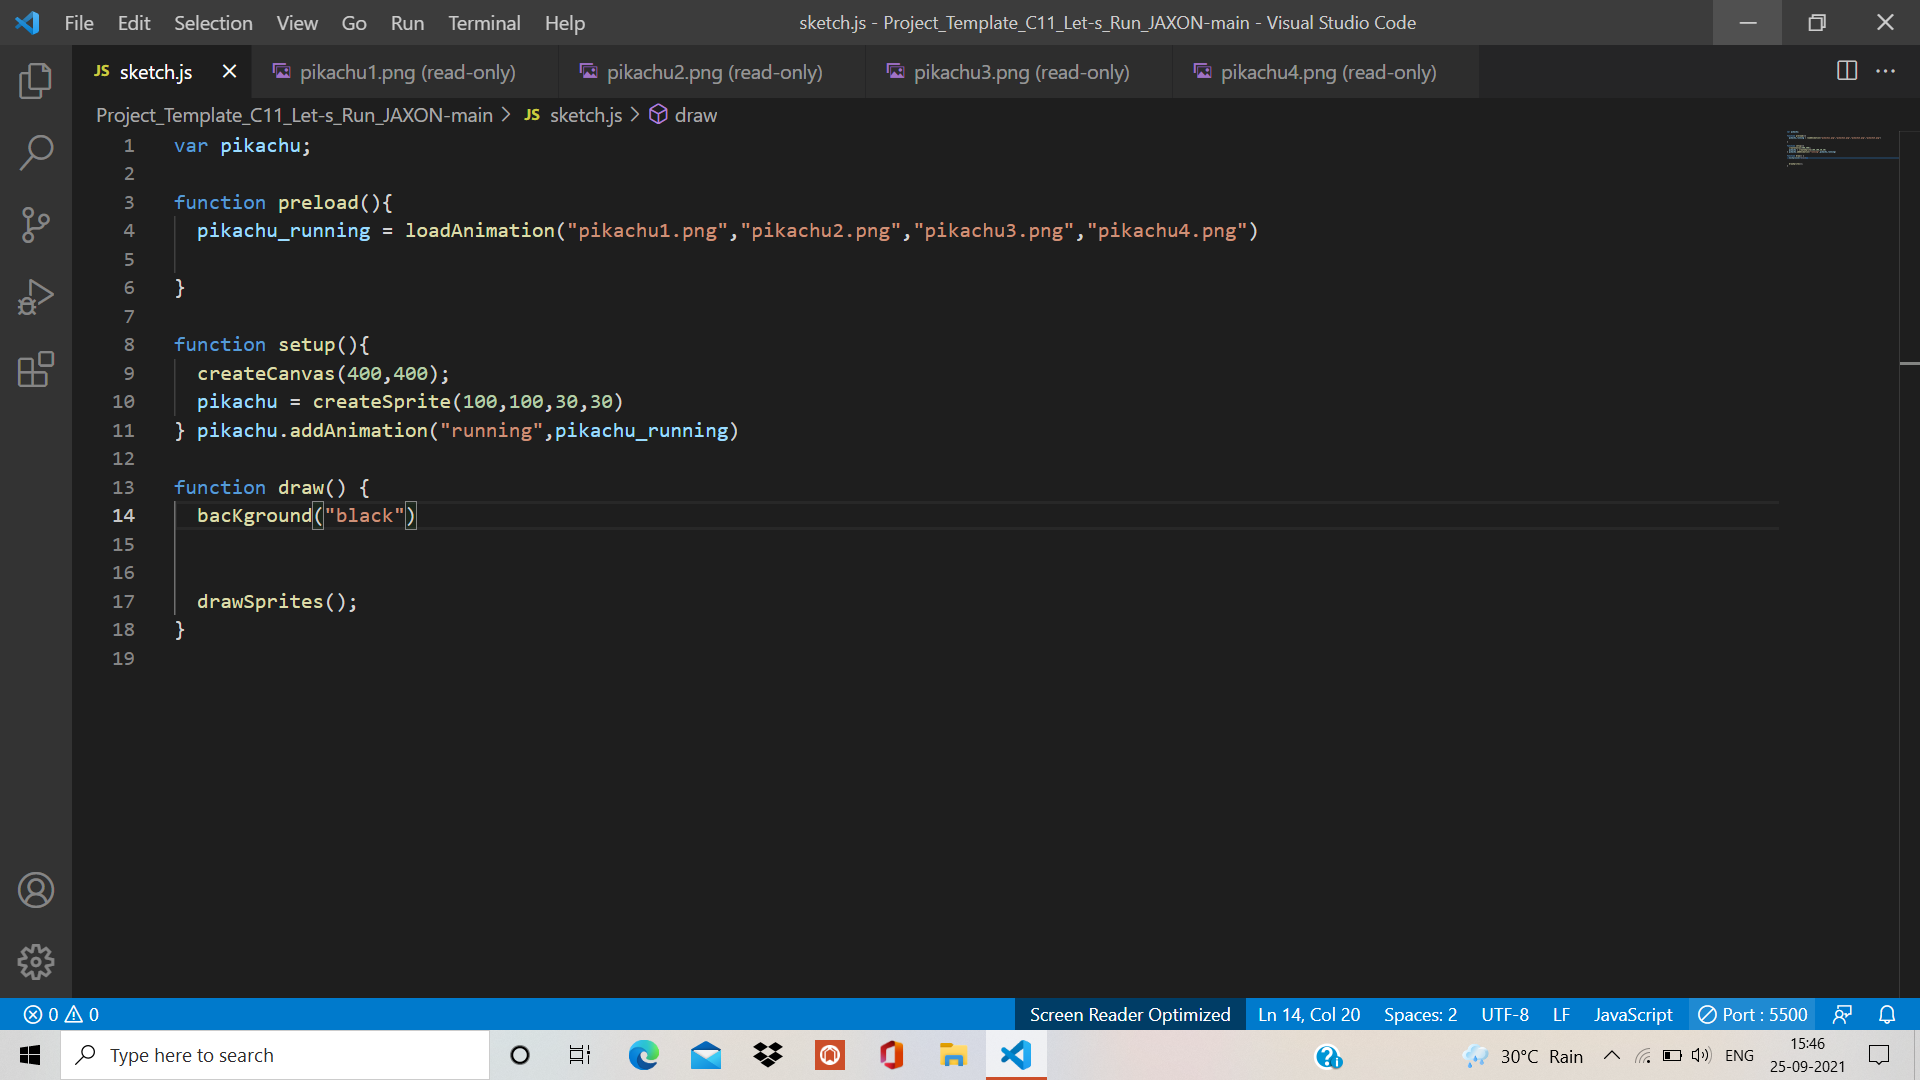 File Edit Selection View Go Run Terminal Help sketch.js - Project_Template_C11_Let-s_Run_JAXON-main - Visual Studio Code
JS sketch.js pikachu1.png (read-only) pikachu2.png (read-only) pikachu3.png (read-only) pikachu4.png (read-only)
Project_Template_C11_Let-s_Run_JAXON-main > JS sketch.js > draw
1 var pikachu;
2
3 function preload(){
4 pikachu_running = loadAnimation("pikachu1.png","pikachu2.png","pikachu3.png","pikachu4.png")
5
6 }
7
8 function setup(){
9 createCanvas(400,400);
10 pikachu = createSprite(100,100,30,30)
11 } pikachu.addAnimation("running",pikachu_running)
12
13 function draw() {
14 bacKground("black")
15
16
17 drawSprites();
18 }
19
0 0 Screen Reader Optimized Ln 14, Col 20 Spaces: 2 UTF-8 LF JavaScript Port : 5500
Type here to search 30°C Rain ENG 15:46
25-09-2021